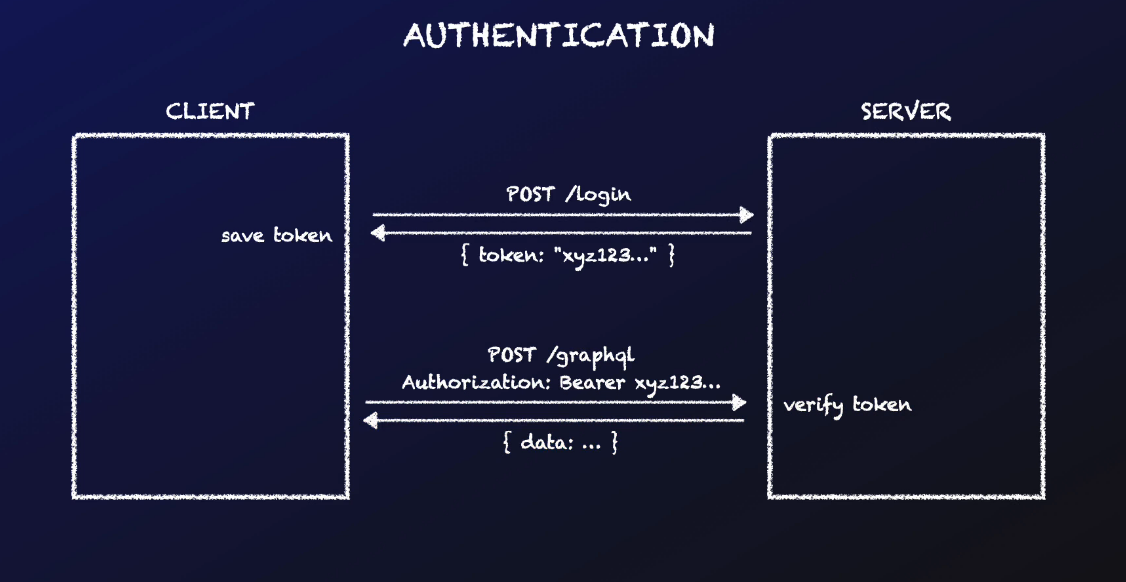 AUTHENTICATION
CLIENT
SERVER
POST /login
save token
{ token: "xyz123..." }
POST /graphql
Authorization: Bearer xyz123...
verify token
{ data: ... }